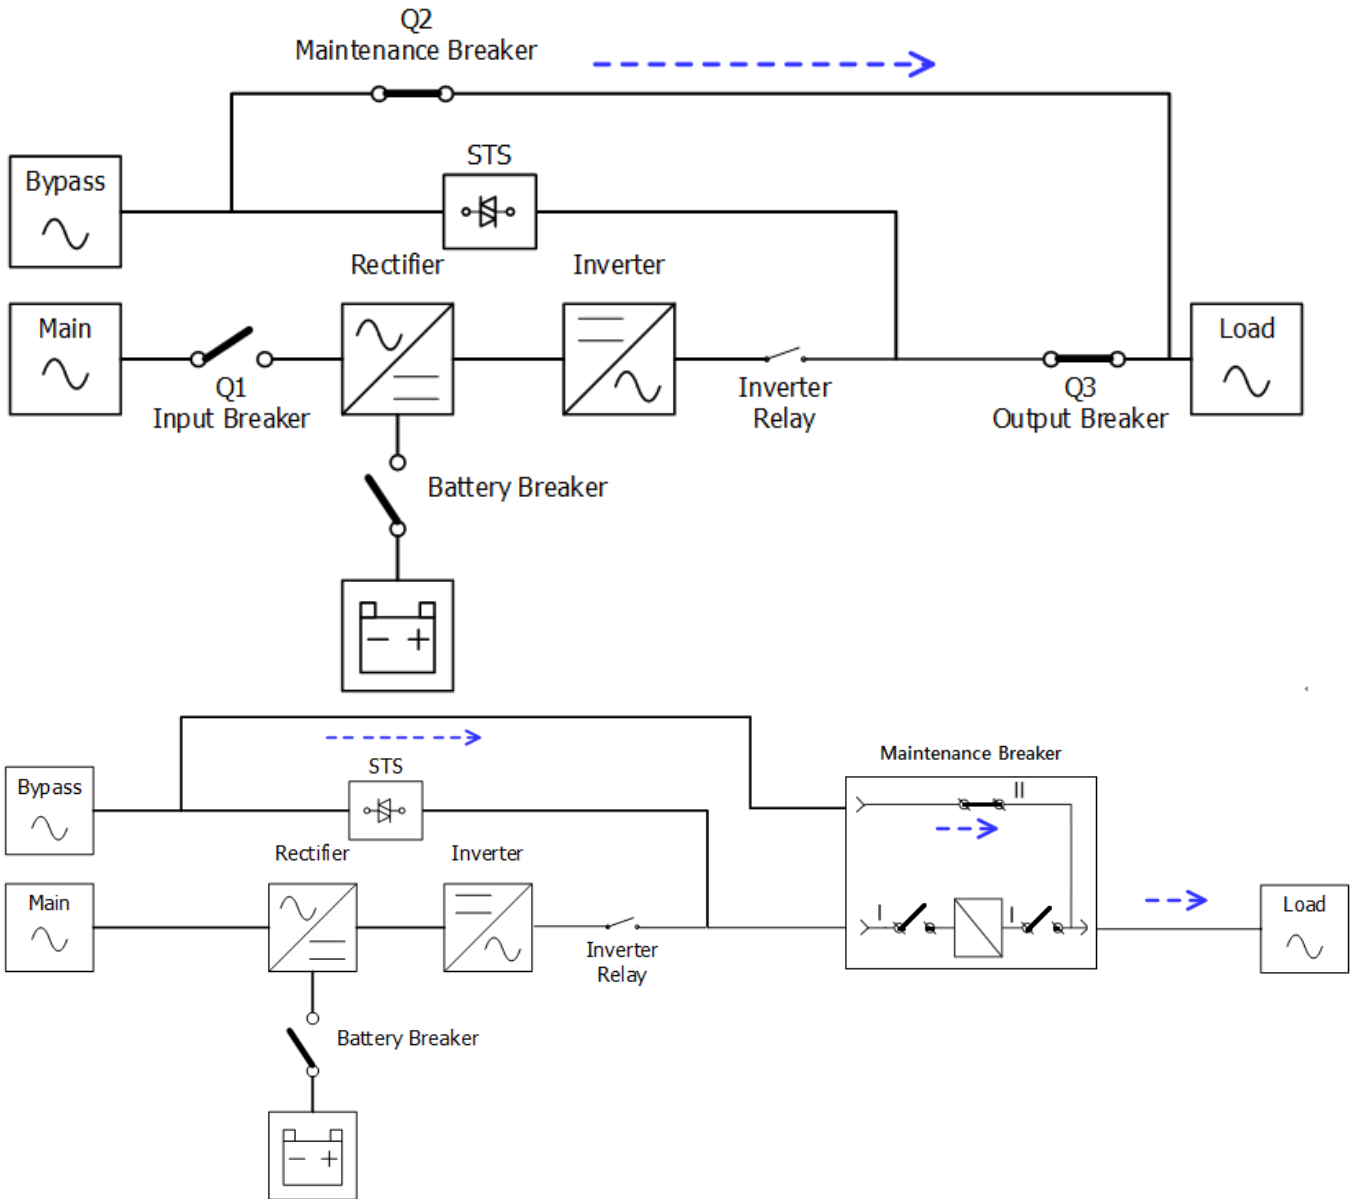 Q2
Maintenance Breaker
STS
Bypass
Rectifier
Inverter
Main
Load
Q1
Input Breaker
Inverter
Relay
Q3
Output Breaker
Battery Breaker
− +
Maintenance Breaker
STS
Bypass
II
Rectifier
Inverter
Main
I
I
Load
Inverter
Relay
Battery Breaker
− +